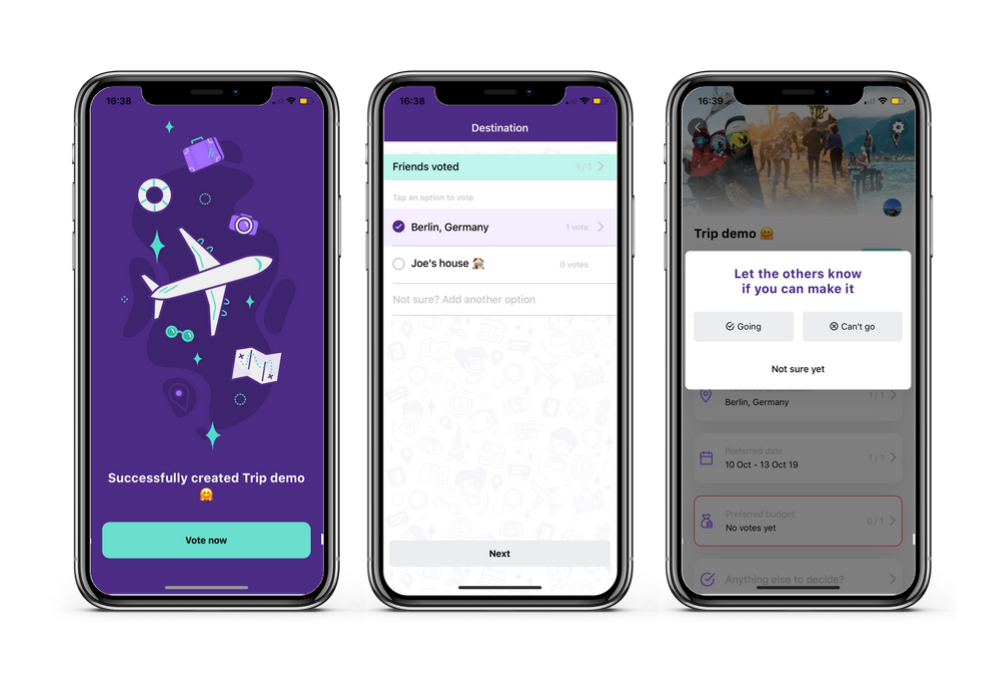 16:38
Successfully created Trip demo
🤗
Vote now
16:38
Destination
Friends voted 1/1
Tap an option to vote
Berlin, Germany 1 vote
Joe's house 🏠 0 votes
Not sure? Add another option
Next
16:39
Trip demo 🤗
Let the others know
if you can make it
Going Can't go
Not sure yet
Berlin, Germany 1/1
Preferred date
10 Oct - 13 Oct 19 1/1
Preferred budget
No votes yet 0/1
Anything else to decide?